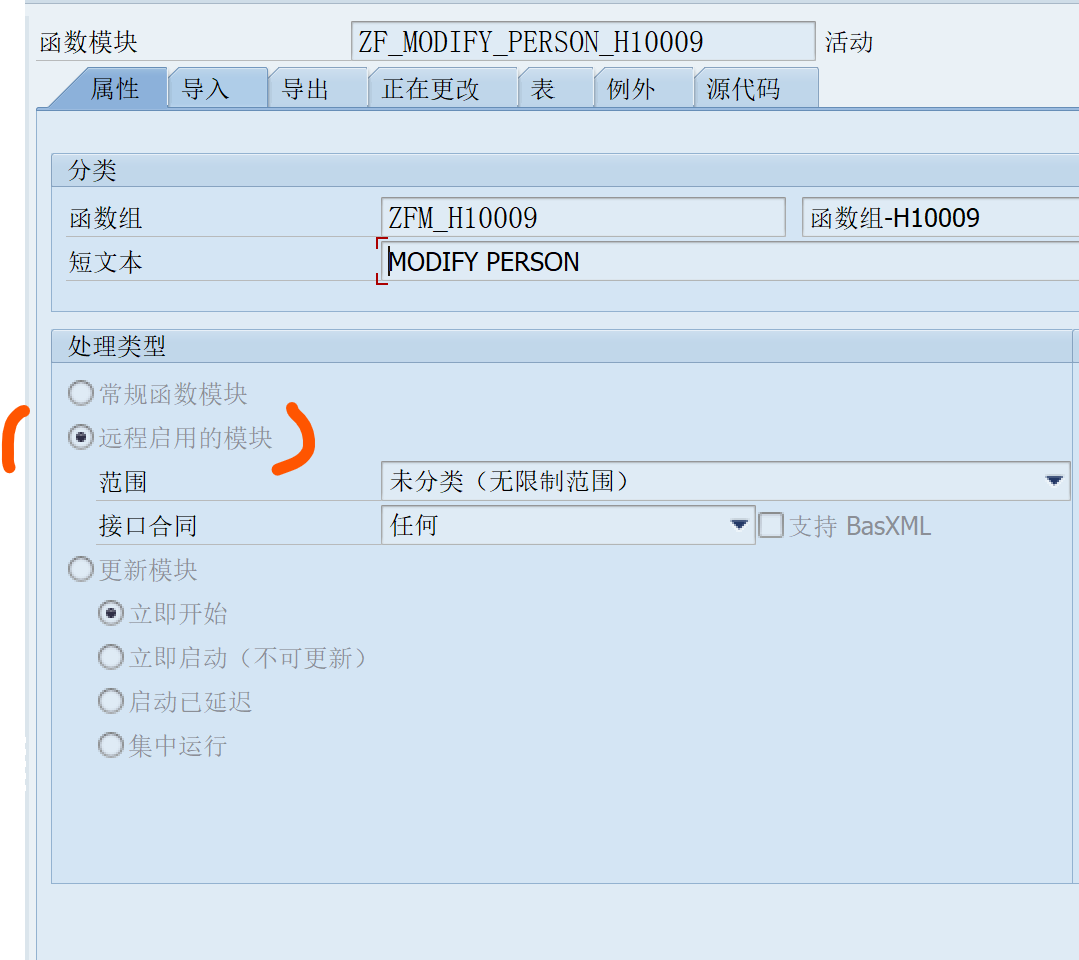 函数模块 ZF_MODIFY_PERSON_H10009 活动
属性 导入 导出 正在更改 表 例外 源代码
分类
函数组 ZFM_H10009 函数组-H10009
短文本 MODIFY PERSON
处理类型
常规函数模块
远程启用的模块
范围 未分类（无限制范围）
接口合同 任何 支持 BasXML
更新模块
立即开始
立即启动（不可更新）
启动已延迟
集中运行